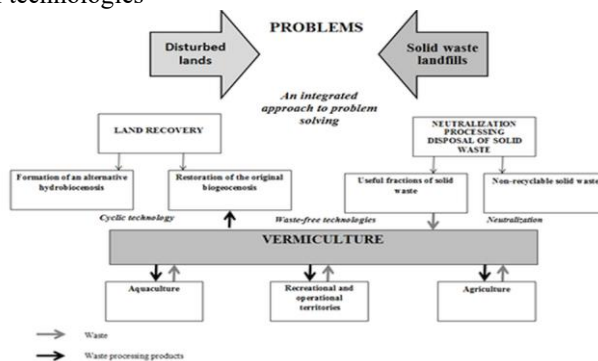 technologies
PROBLEMS
Disturbed
lands
Solid waste
landfills
An integrated
approach to problem
solving
LAND RECOVERY
NEUTRALIZATION
PROCESSING
DISPOSAL OF SOLID
WASTE
Formation of an alternative
hydrobiocenosis
Restoration of the original
biogeocenosis
Useful fractions of solid
waste
Non-recyclable solid waste
Cyclic technology
Waste-free technologies
Neutralization
VERMICULTURE
Aquaculture
Recreational and
operational
territories
Agriculture
Waste
Waste processing products